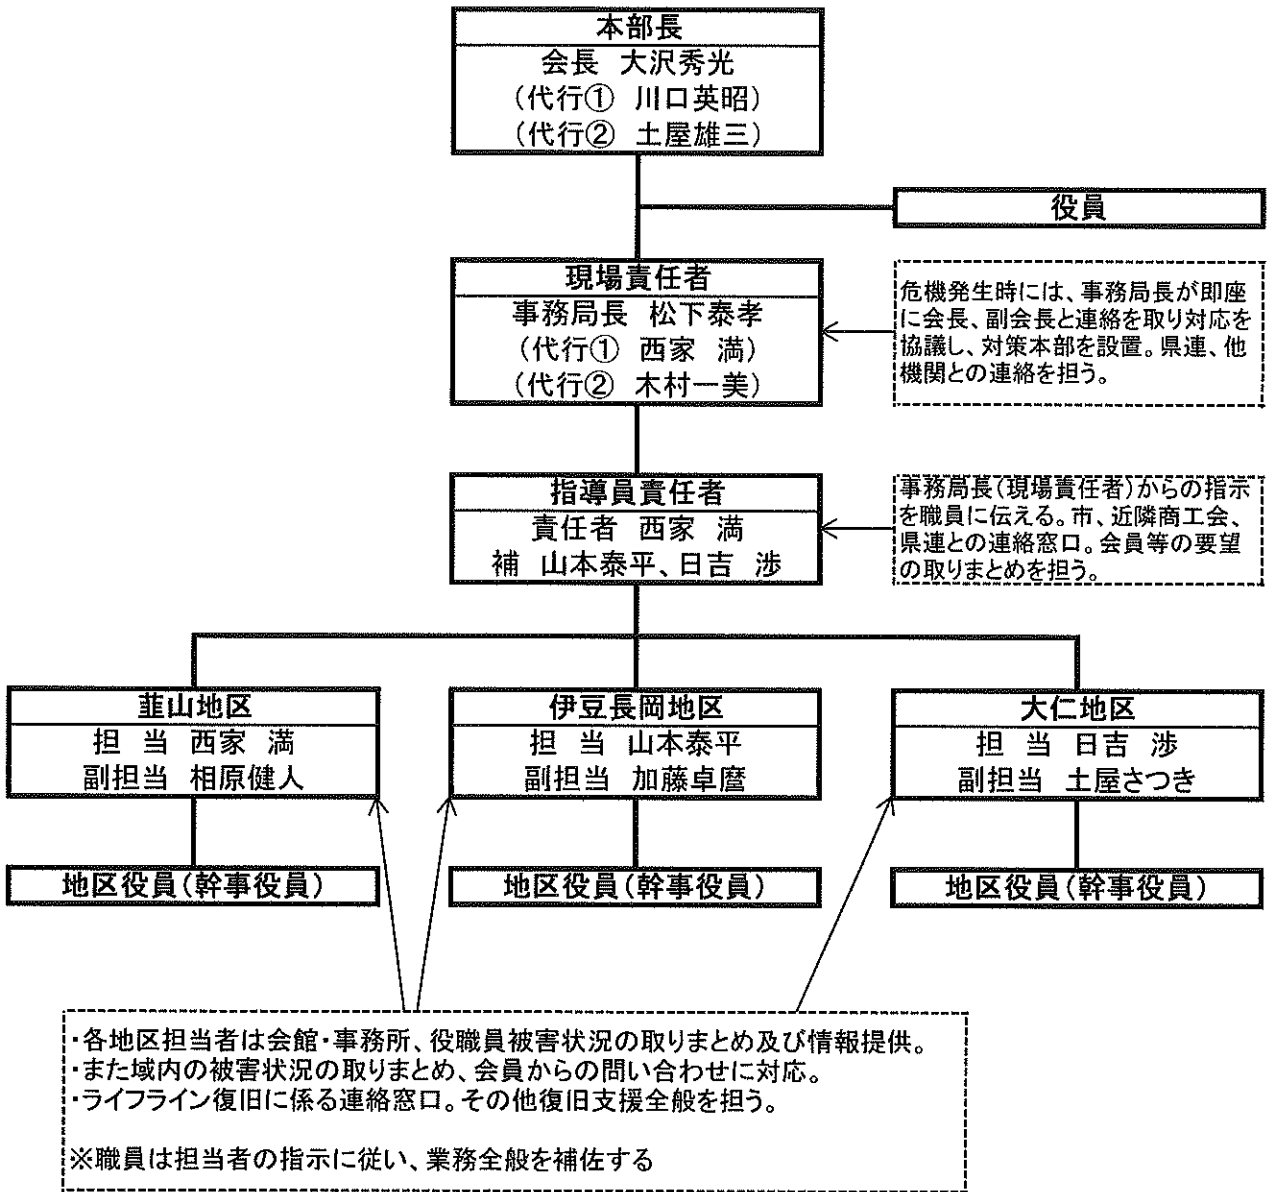 本部長
会長 大沢秀光
(代行① 川口英昭)
(代行② 土屋雄三)
役員
現場責任者
事務局長 松下泰孝
(代行① 西家 満)
(代行② 木村一美)
危機発生時には、事務局長が即座
に会長、副会長と連絡を取り対応を
協議し、対策本部を設置。県連、他
機関との連絡を担う。
指導員責任者
責任者 西家 満
補 山本泰平、日吉 渉
事務局長(現場責任者)からの指示
を職員に伝える。市、近隣商工会、
県連との連絡窓口。会員等の要望
の取りまとめを担う。
韮山地区
担 当 西家 満
副担当 相原健人
伊豆長岡地区
担 当 山本泰平
副担当 加藤卓麿
大仁地区
担 当 日吉 渉
副担当 土屋さつき
地区役員(幹事役員)
地区役員(幹事役員)
地区役員(幹事役員)
・各地区担当者は会館・事務所、役職員被害状況の取りまとめ及び情報提供。
・また域内の被害状況の取りまとめ、会員からの問い合わせに対応。
・ライフライン復旧に係る連絡窓口。その他復旧支援全般を担う。
※職員は担当者の指示に従い、業務全般を補佐する